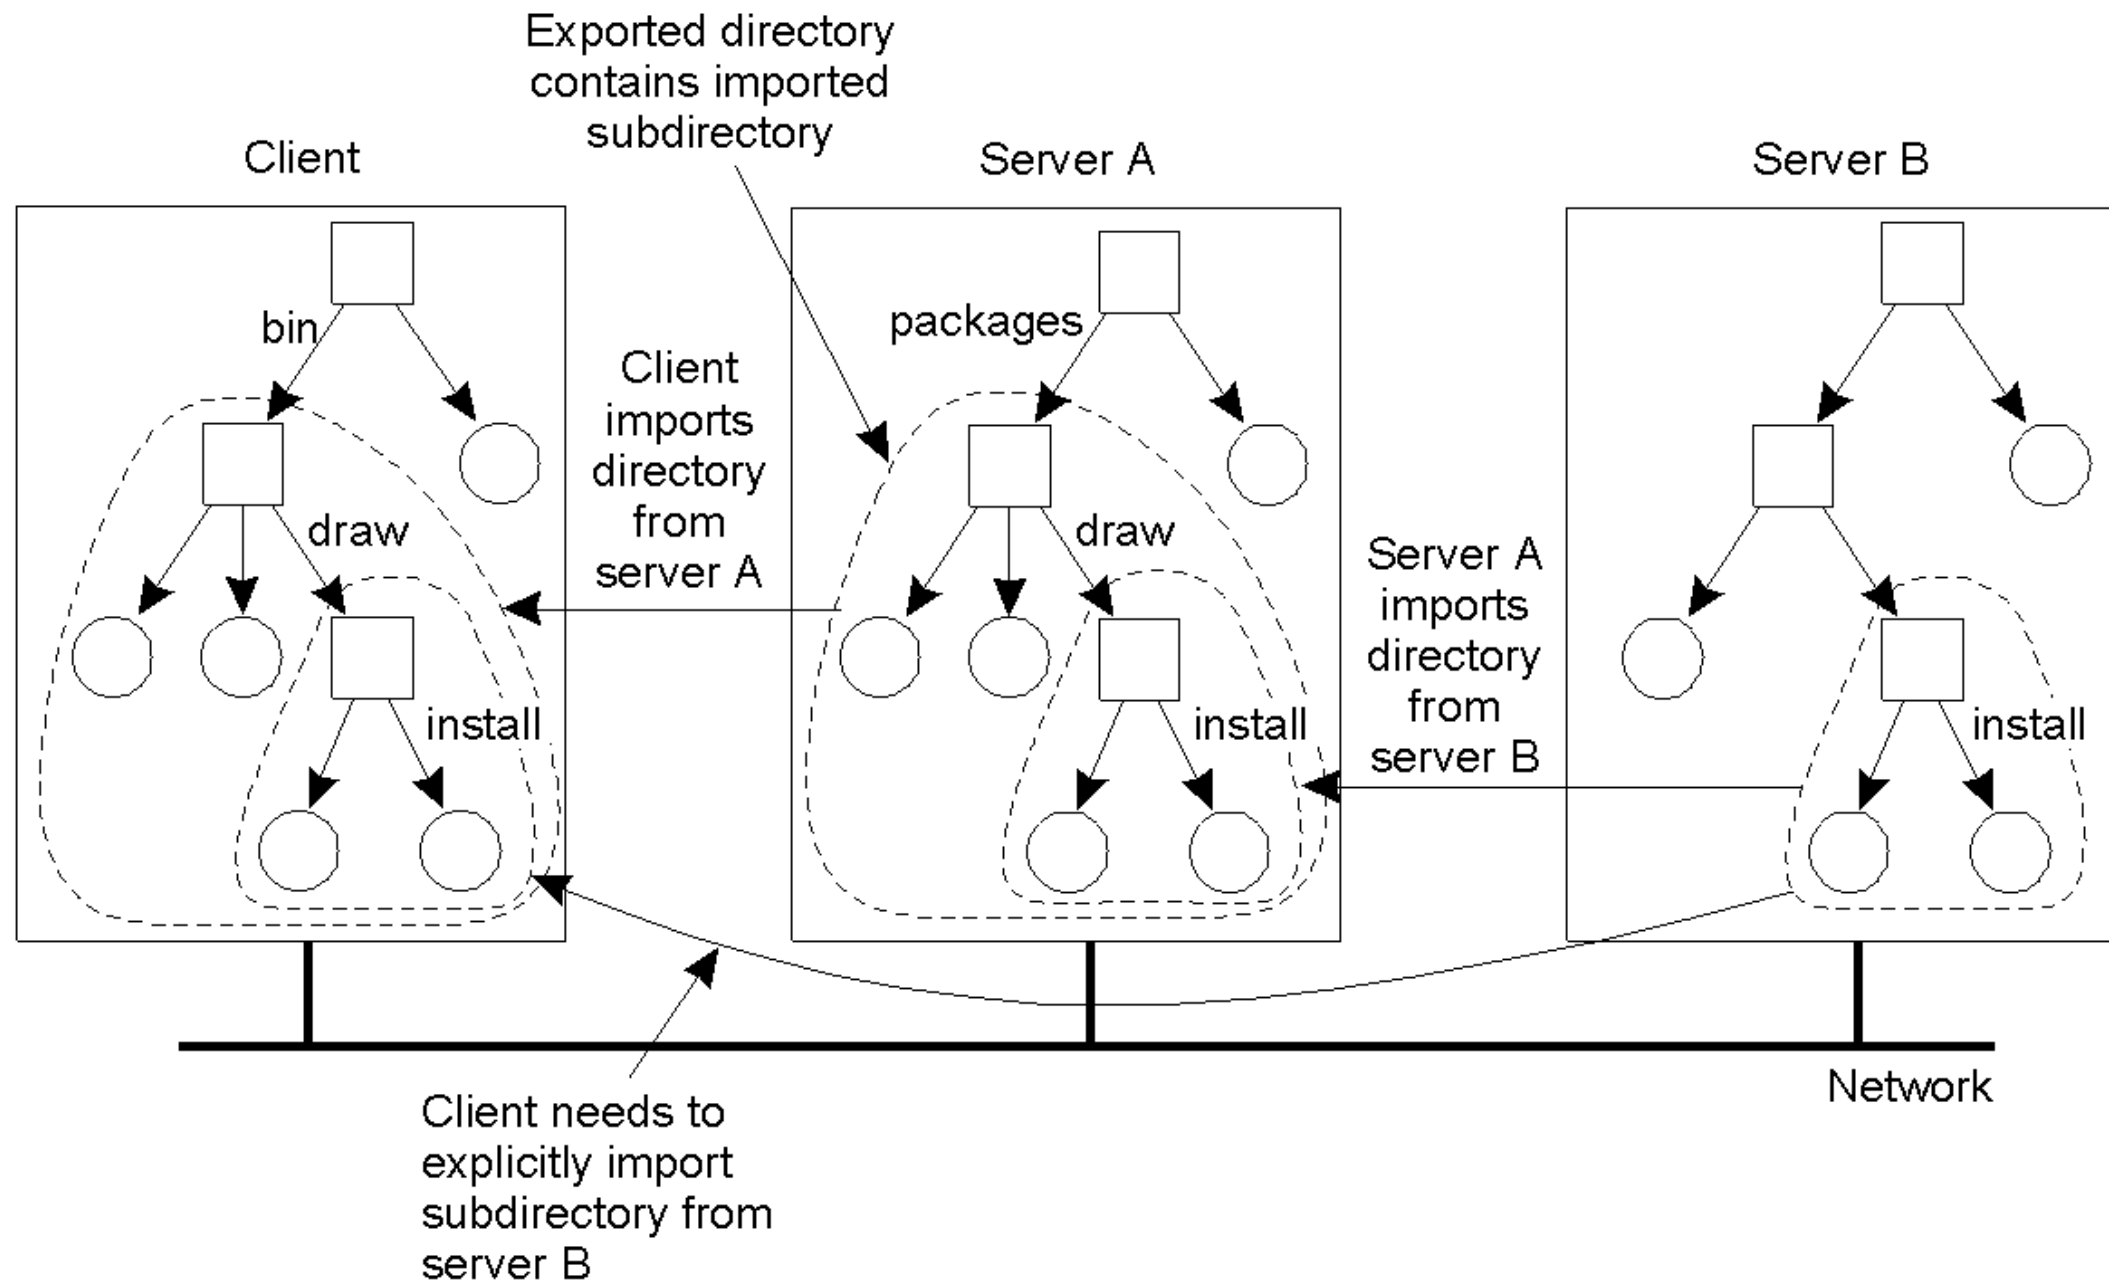 Exported directory
contains imported
subdirectory
Client
Server A
Server B
bin
packages
Client
imports
directory
from
server A
draw
draw
Server A
imports
directory
from
server B
install
install
install
Network
Client needs to
explicitly import
subdirectory from
server B